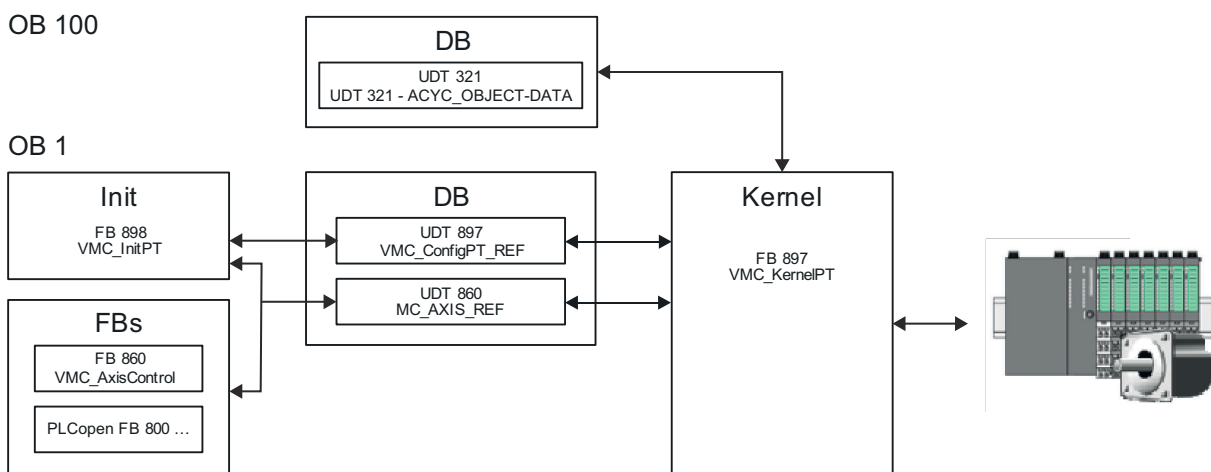 OB 100
DB
UDT 321
UDT 321 - ACYC_OBJECT-DATA
OB 1
Init
FB 898
VMC_InitPT
DB
UDT 897
VMC_ConfigPT_REF
UDT 860
MC_AXIS_REF
Kernel
FB 897
VMC_KernelPT
FBs
FB 860
VMC_AxisControl
PLCopen FB 800 ...